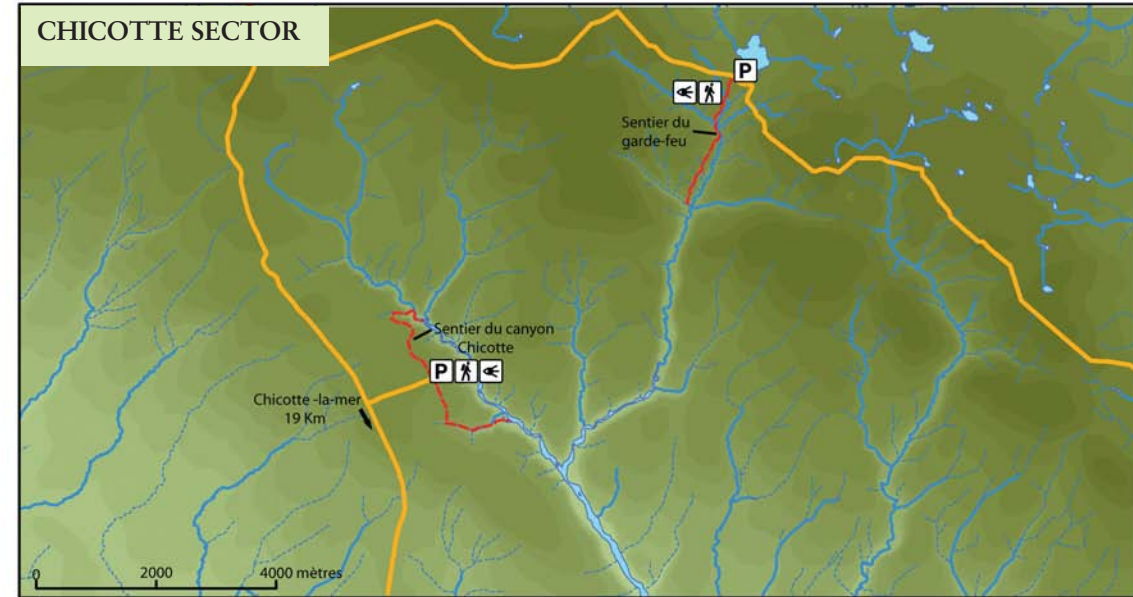 CHICOTTE SECTOR
P
Sentier du
garde-feu
Sentier du canyon
Chicotte
P
Chicotte -la-mer
19 Km
0 2000 4000 mètres